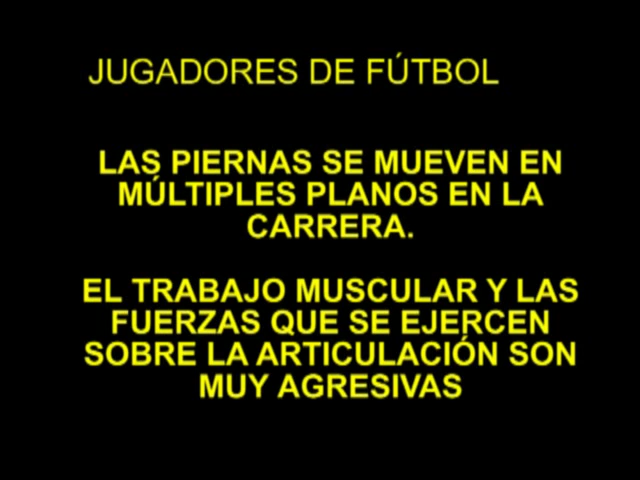 JUGADORES DE FÚTBOL
LAS PIERNAS SE MUEVEN EN
MÚLTIPLES PLANOS EN LA
CARRERA.
EL TRABAJO MUSCULAR Y LAS
FUERZAS QUE SE EJERCEN
SOBRE LA ARTICULACIÓN SON
MUY AGRESIVAS